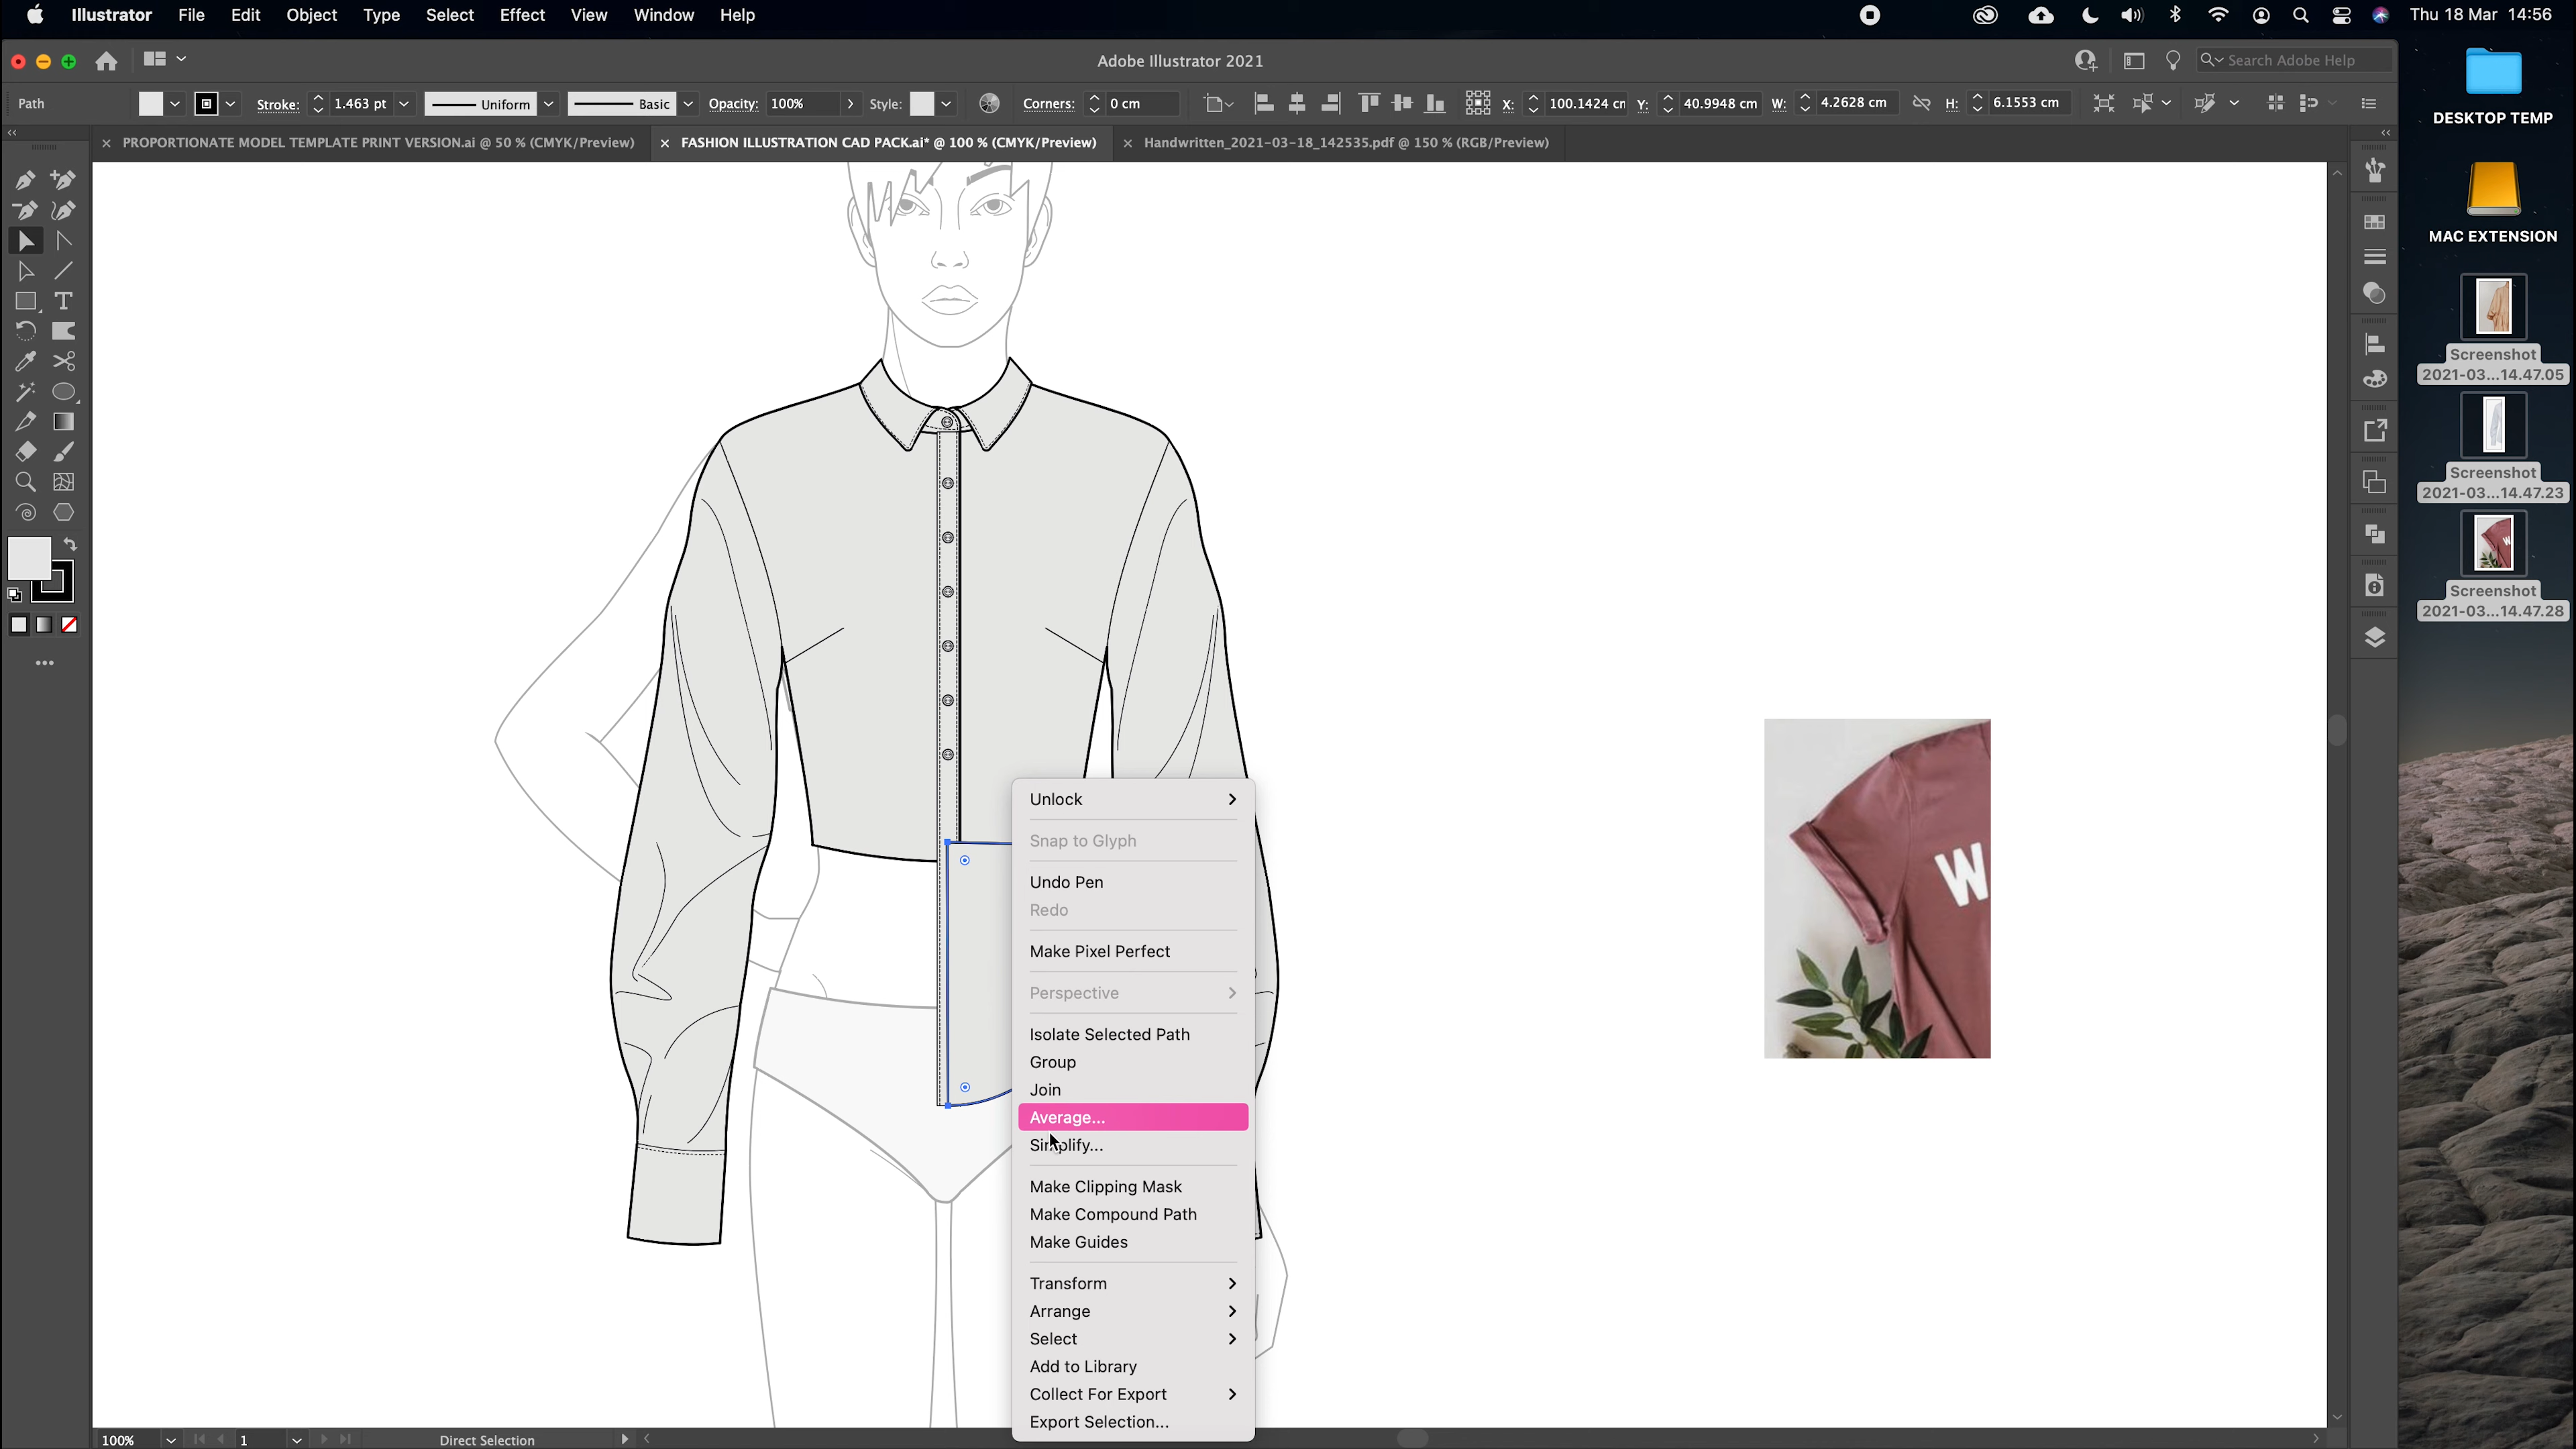 Illustrator File Edit Object Type Select Effect View Window Help
Thu 18 Mar 14:56
Adobe Illustrator 2021
Search Adobe Help
Path
Stroke: 1.463 pt Uniform Basic Opacity: 100% Style: Corners: 0 cm X: 100.1424 cm Y: 40.9948 cm W: 4.2628 cm H: 6.1553 cm
PROPORTIONATE MODEL TEMPLATE PRINT VERSION.ai @ 50 % (CMYK/Preview)
FASHION ILLUSTRATION CAD PACK.ai* @ 100 % (CMYK/Preview)
Handwritten_2021-03-18_142535.pdf @ 150 % (RGB/Preview)
DESKTOP TEMP
MAC EXTENSION
Screenshot
2021-03...14.47.05
Screenshot
2021-03...14.47.23
Screenshot
2021-03...14.47.28
T
Unlock
Snap to Glyph
Undo Pen
Redo
Make Pixel Perfect
Perspective
Isolate Selected Path
Group
Join
Average...
Simplify...
Make Clipping Mask
Make Compound Path
Make Guides
Transform
Arrange
Select
Add to Library
Collect For Export
Export Selection...
W
100%
1
Direct Selection